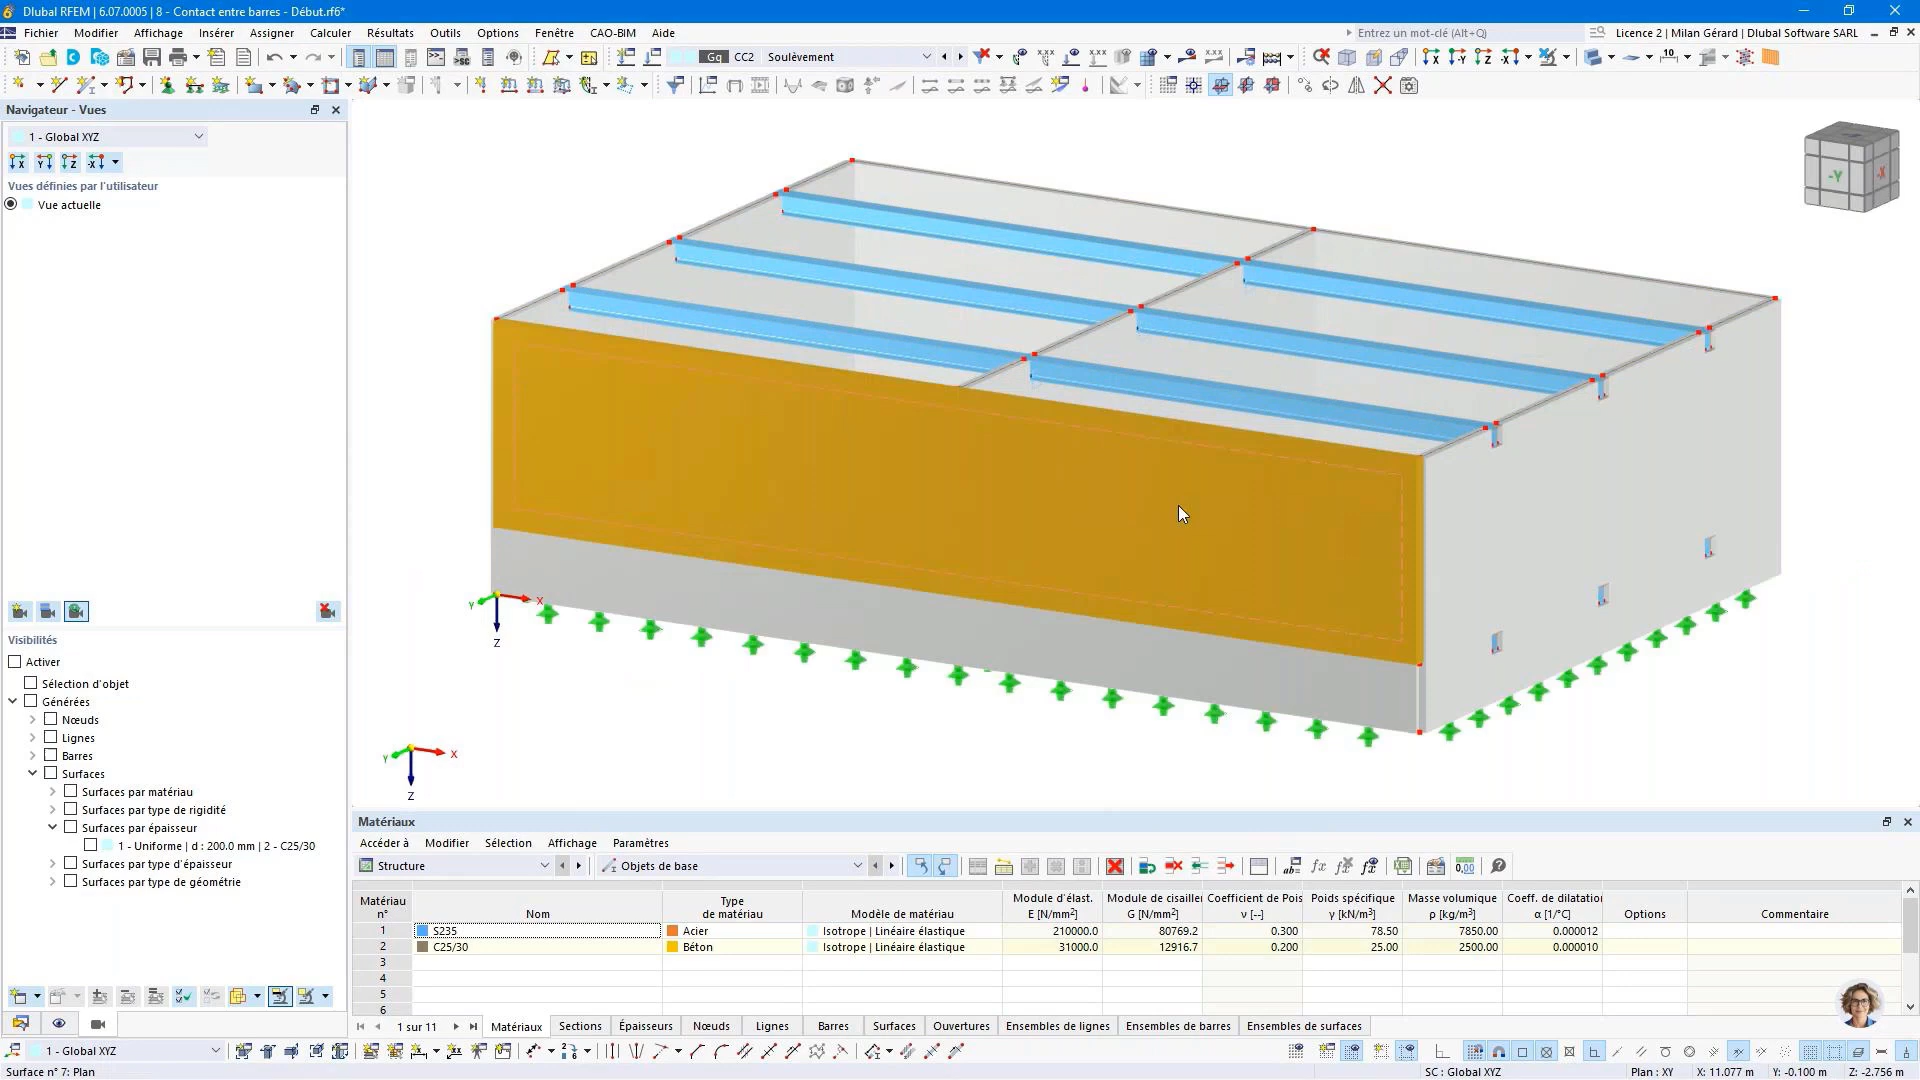 Dlubal RFEM | 6.07.0005 | 8 - Contact entre barres - Début.rf6*
Fichier Modifier Affichage Insérer Assigner Calculer Résultats Outils Options Fenêtre CAO-BIM Aide
Entrez un mot-clé (Alt+Q)
Licence 2 | Milan Gérard | Dlubal Software SARL
Gq CC2 Soulèvement
Navigateur - Vues
1 - Global XYZ
Vues définies par l'utilisateur
Vue actuelle
Visibilités
Activer
Sélection d'objet
Générées
Nœuds
Lignes
Barres
Surfaces
Surfaces par matériau
Surfaces par type de rigidité
Surfaces par épaisseur
1 - Uniforme | d : 200.0 mm | 2 - C25/30
Surfaces par type d'épaisseur
Surfaces par type de géométrie
-Y -X
Y X
Z
Y X
Z
Matériaux
Accéder à Modifier Sélection Affichage Paramètres
Structure
Objets de base
Matériau n° Nom Type de matériau Modèle de matériau Module d'élast. E [N/mm²] Module de cisaille G [N/mm²] Coefficient de Pois ν [--] Poids spécifique γ [kN/m³] Masse volumique ρ [kg/m³] Coeff. de dilatation α [1/°C] Options Commentaire
1 S235 Acier Isotrope | Linéaire élastique 210000.0 80769.2 0.300 78.50 7850.00 0.000012
2 C25/30 Béton Isotrope | Linéaire élastique 31000.0 12916.7 0.200 25.00 2500.00 0.000010
3
4
5
6
1 sur 11 Matériaux Sections Épaisseurs Nœuds Lignes Barres Surfaces Ouvertures Ensembles de lignes Ensembles de barres Ensembles de surfaces
1 - Global XYZ
Surface n° 7: Plan
SC : Global XYZ Plan : XY X: 11.077 m Y: -0.100 m Z: -2.756 m